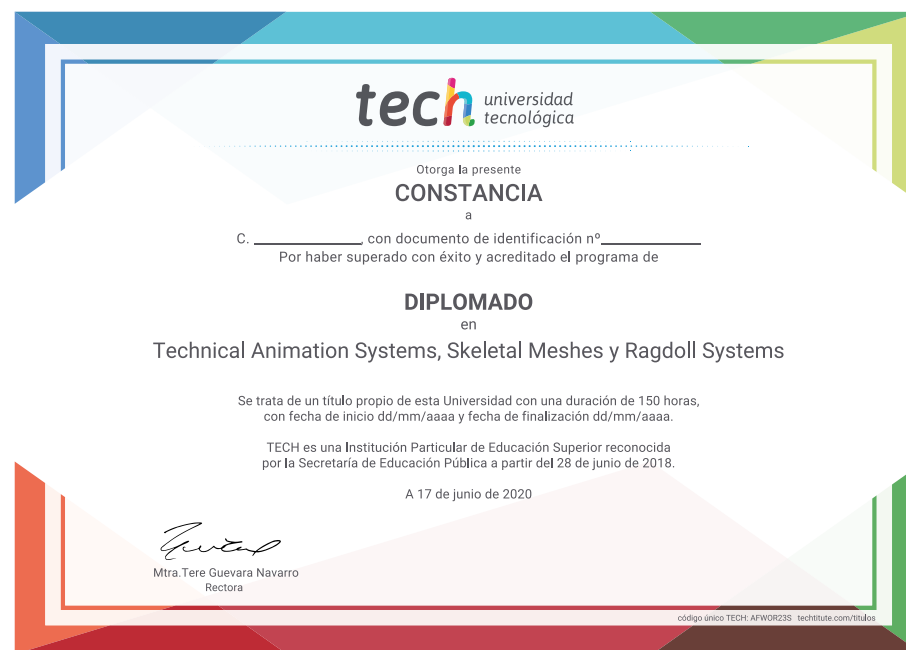 tech universidad
tecnológica
Otorga la presente
CONSTANCIA
a
C. ____________, con documento de identificación nº____________
Por haber superado con éxito y acreditado el programa de
DIPLOMADO
en
Technical Animation Systems, Skeletal Meshes y Ragdoll Systems
Se trata de un título propio de esta Universidad con una duración de 150 horas,
con fecha de inicio dd/mm/aaaa y fecha de finalización dd/mm/aaaa.
TECH es una Institución Particular de Educación Superior reconocida
por la Secretaría de Educación Pública a partir del 28 de junio de 2018.
A 17 de junio de 2020
Mtra.Tere Guevara Navarro
Rectora
código único TECH: AFWOR23S techtitute.com/titulos